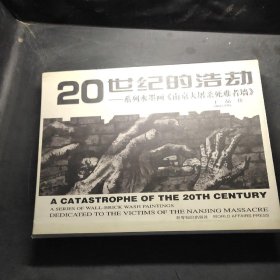 20世纪的浩劫
——系列水墨画《南京大屠杀死难者墙》
A CATASTROPHE OF THE 20TH CENTURY
A SERIES OF WALL-BRICK WASH PAINTINGS
DEDICATED TO THE VICTIMS OF THE NANJING MASSACRE
世界知识出版社 WORLD AFFAIRS PRESS